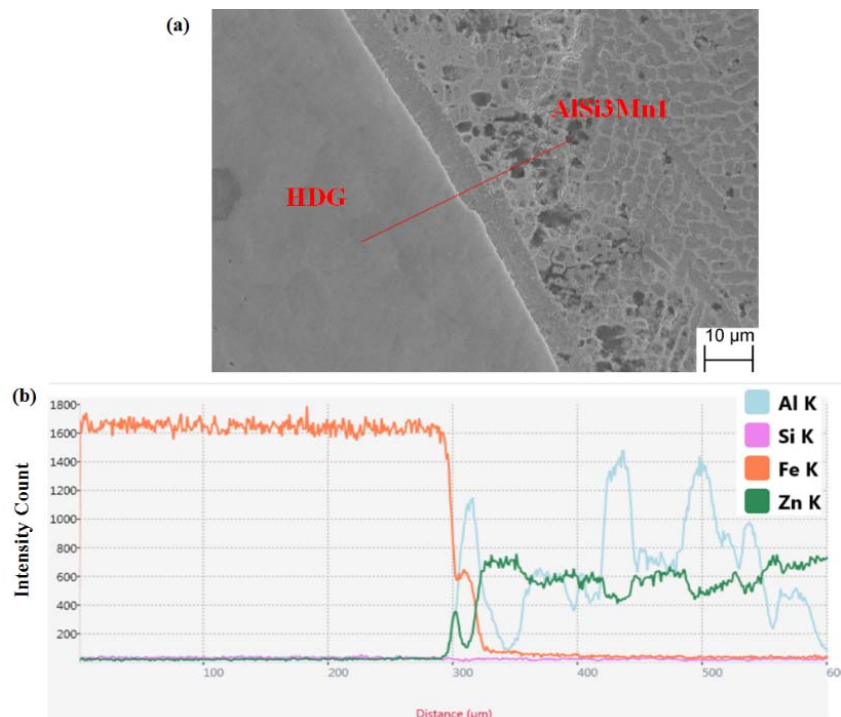 (a)
AlSi3Mn1
HDG
10 µm
(b)
1800
1600
1400
1200
1000
800
600
400
200
Al K
Si K
Fe K
Zn K
Intensity Count
100
200
300
400
500
600
Distance (µm)